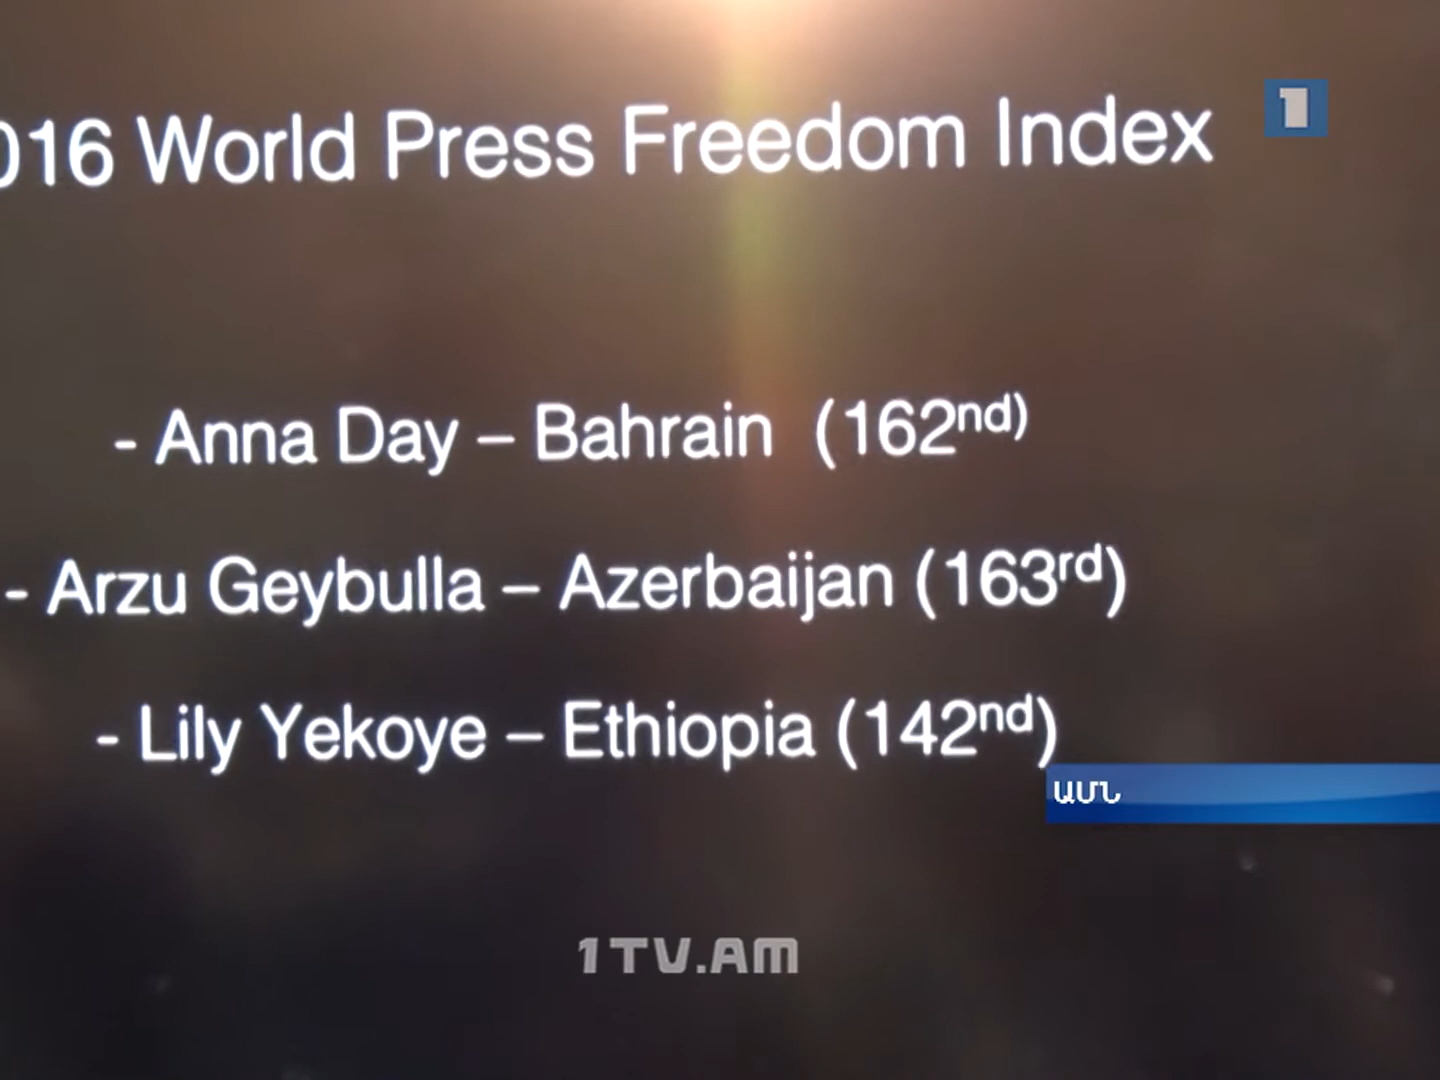 016 World Press Freedom Index
1
- Anna Day – Bahrain (162nd)
- Arzu Geybulla – Azerbaijan (163rd)
- Lily Yekoye – Ethiopia (142nd)
ԱՄՆ
1TV.AM